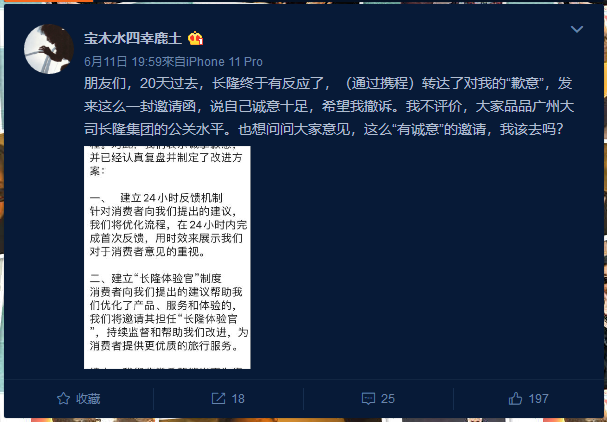 宝木水四幸鹿土
6月11日 19:59來自iPhone 11 Pro
朋友们，20天过去，长隆终于有反应了，（通过携程）转达了对我的“歉意”，发
来这么一封邀请函，说自己诚意十足，希望我撤诉。我不评价，大家品品广州大
司长隆集团的公关水平。也想问问大家意见，这么“有诚意”的邀请，我该去吗？
并已经认真复盘并制定了改进方
案：
一、 建立24小时反馈机制
针对消费者向我们提出的建议，
我们将优化流程，在24小时内完
成首次反馈，用时效来展示我们
对于消费者意见的重视。
二、建立“长隆体验官”制度
消费者向我们提出的建议帮助我
们优化了产品、服务和体验的，
我们将邀请其担任“长隆体验官
”，持续监督和帮助我们改进，为
消费者提供更优质的旅行服务。
收藏
18
25
197